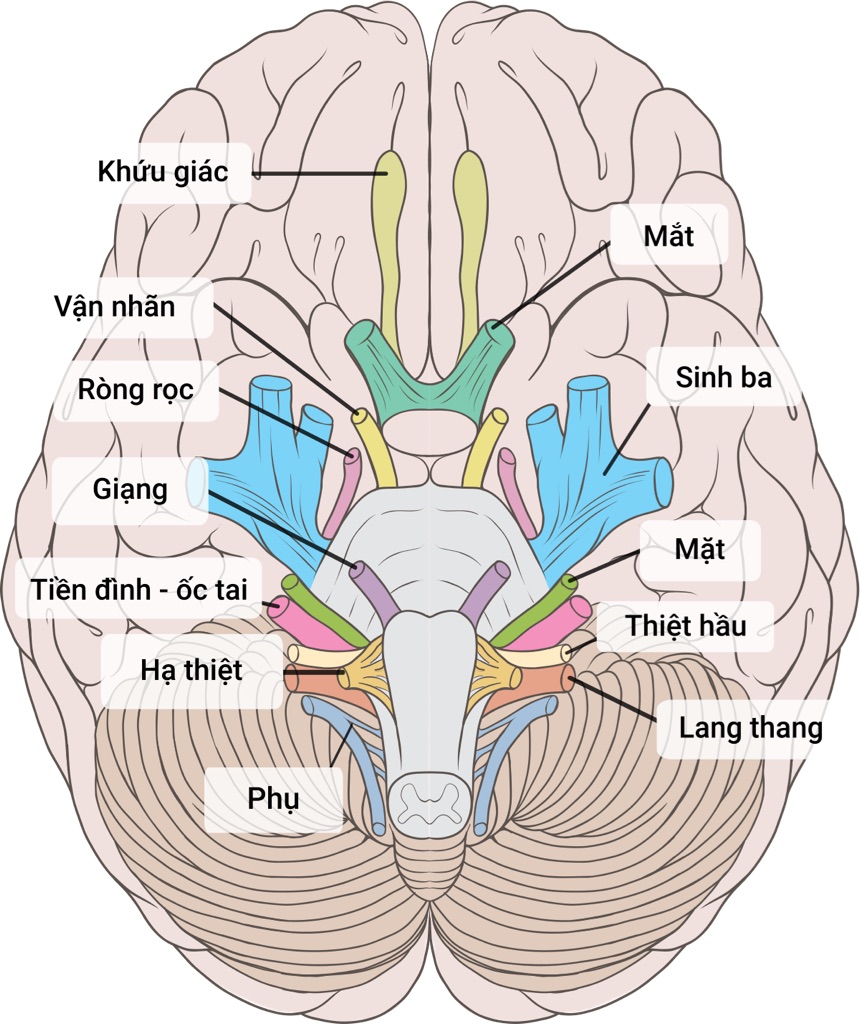 Khứu giác
Mắt
Vận nhãn
Sinh ba
Ròng rọc
Giạng
Mặt
Tiền đình - ốc tai
Thiệt hầu
Hạ thiệt
Lang thang
Phụ